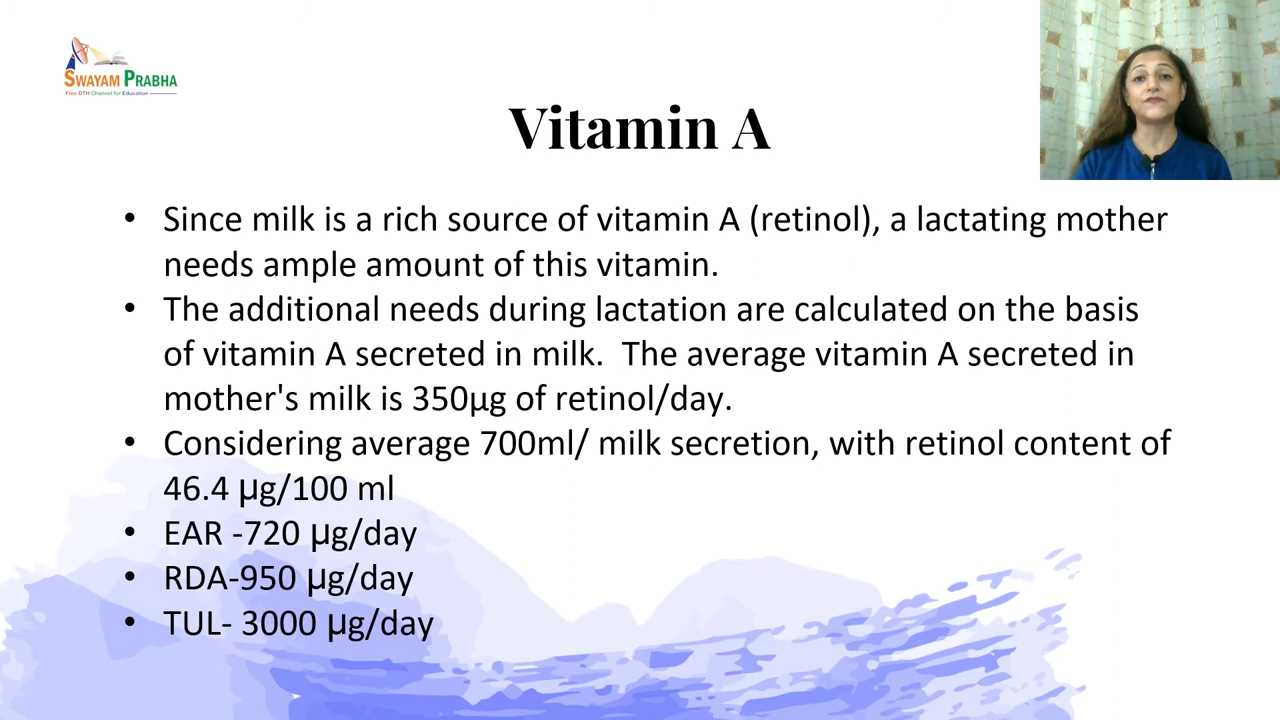 SWAYAM PRABHA
Free DTH Channel for Education
Vitamin A
• Since milk is a rich source of vitamin A (retinol), a lactating mother
needs ample amount of this vitamin.
• The additional needs during lactation are calculated on the basis
of vitamin A secreted in milk.  The average vitamin A secreted in
mother's milk is 350µg of retinol/day.
• Considering average 700ml/ milk secretion, with retinol content of
46.4 µg/100 ml
• EAR -720 µg/day
• RDA-950 µg/day
• TUL- 3000 µg/day